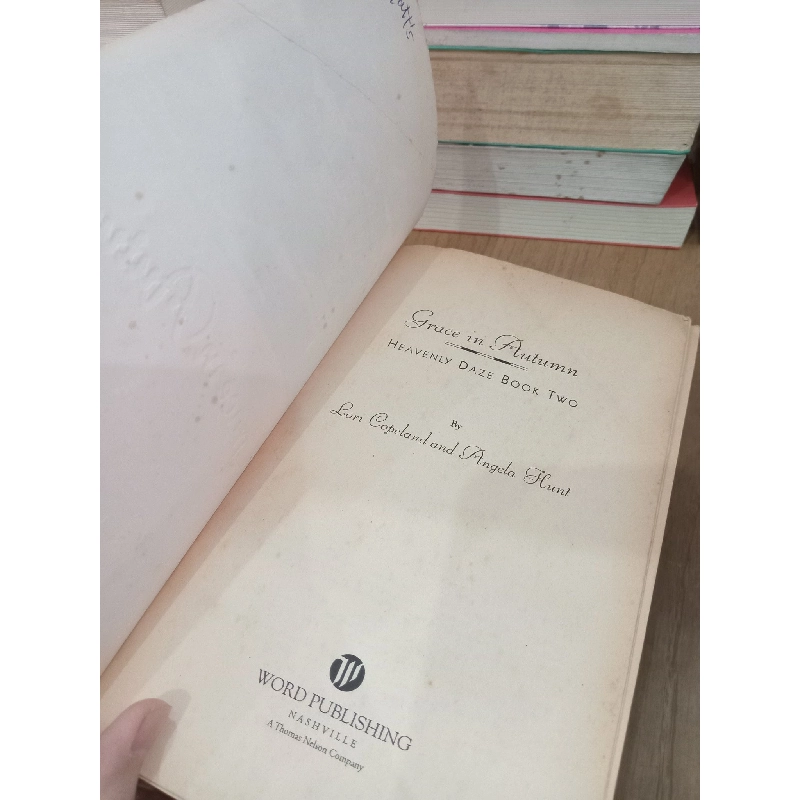 Grace in Autumn
HEAVENLY DAZE BOOK TWO
By
Lori Copeland and Angela Hunt
WORD PUBLISHING
NASHVILLE
A Thomas Nelson Company